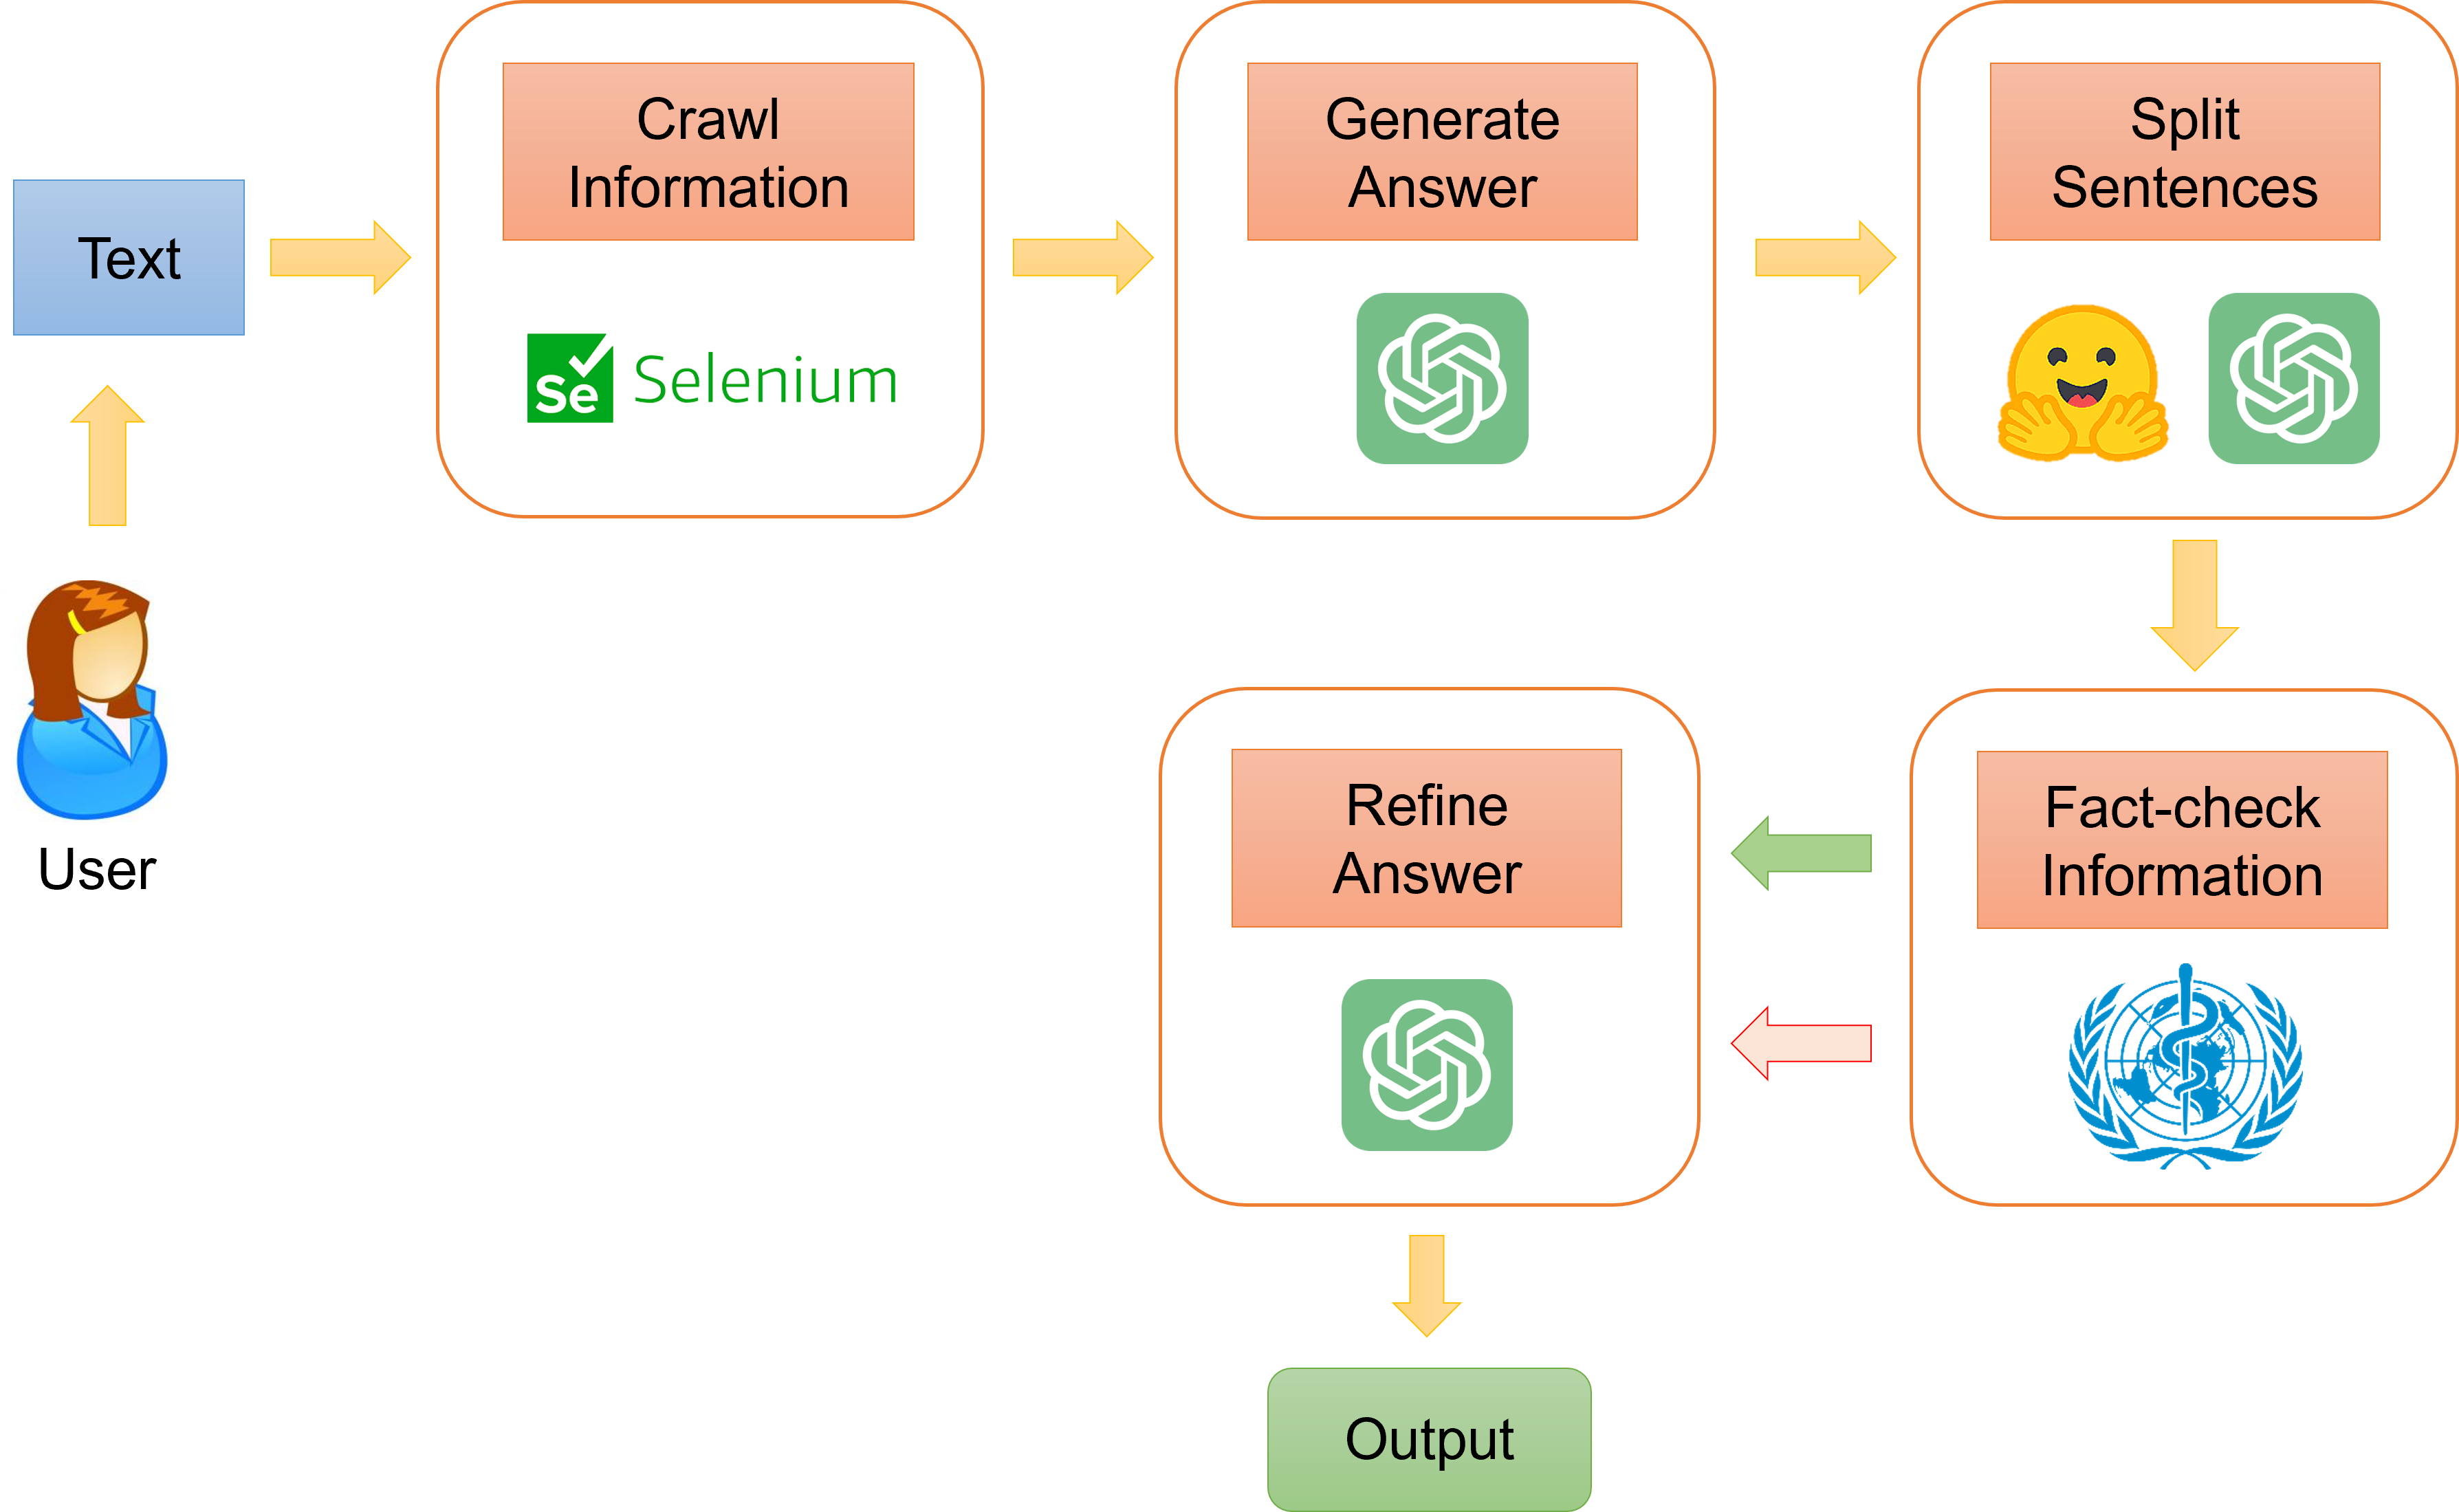 Text
Crawl
Information
Se Selenium
Generate
Answer
Split
Sentences
User
Fact-check
Information
Refine
Answer
Output